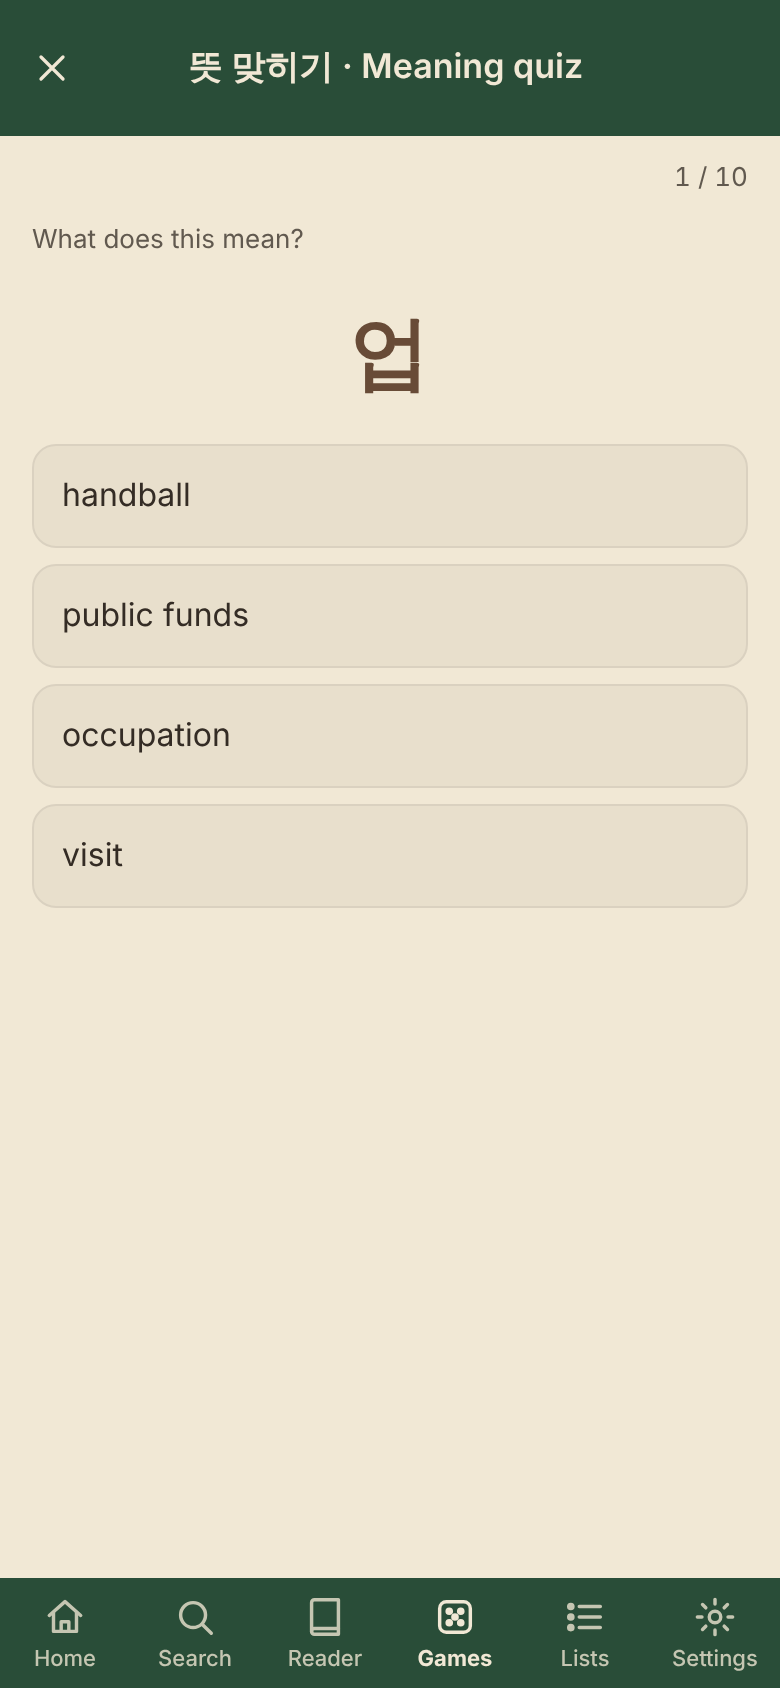 뜻 맞히기 · Meaning quiz
1 / 10
What does this mean?
업
handball
public funds
occupation
visit
Home Search Reader Games Lists Settings